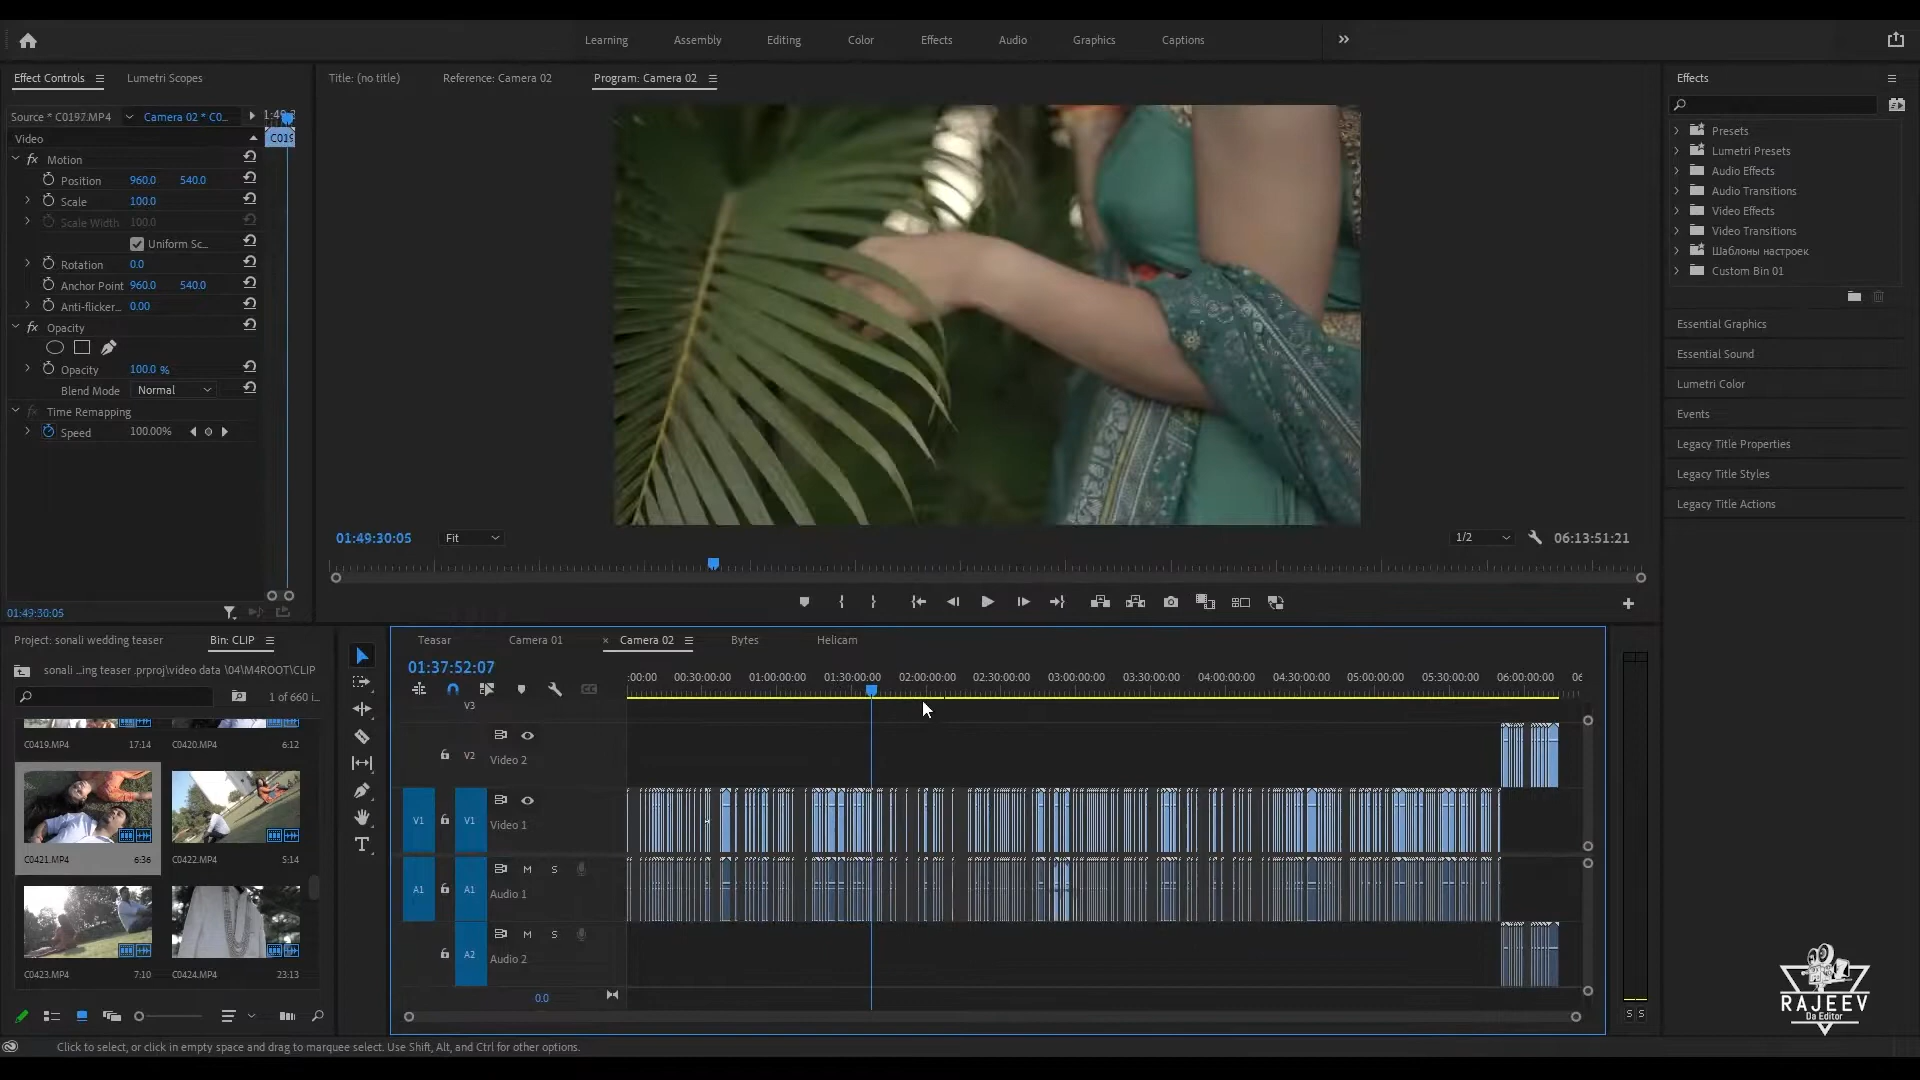 Learning
Assembly
Editing
Color
Effects
Audio
Graphics
Captions
Effect Controls
Lumetri Scopes
Title: (no title)
Reference: Camera 02
Program: Camera 02
Effects
Source * C0197.MP4
Camera 02 * C0...
Video
Motion
Position 960.0 540.0
Scale 100.0
Scale Width 100.0
Uniform Sc...
Rotation 0.0
Anchor Point 960.0 540.0
Anti-flicker... 0.00
fx Opacity
Opacity 100.0 %
Blend Mode Normal
Time Remapping
Speed 100.00%
01:49:30:05
Presets
Lumetri Presets
Audio Effects
Audio Transitions
Video Effects
Video Transitions
Шаблоны настроек
Custom Bin 01
Essential Graphics
Essential Sound
Lumetri Color
Events
Legacy Title Properties
Legacy Title Styles
Legacy Title Actions
01:49:30:05
Fit
1/2
06:13:51:21
Project: sonali wedding teaser
Bin: CLIP
sonali ...ing teaser .prproj\video data \04\M4ROOT\CLIP
1 of 660 i...
C0419.MP4 17:14
C0420.MP4 6:12
C0421.MP4 6:36
C0422.MP4 5:14
C0423.MP4 7:10
C0424.MP4 23:13
Teasar
Camera 01
× Camera 02
Bytes
Helicam
01:37:52:07
:00:00 00:30:00:00 01:00:00:00 01:30:00:00 02:00:00:00 02:30:00:00 03:00:00:00 03:30:00:00 04:00:00:00 04:30:00:00 05:00:00:00 05:30:00:00 06:00:00:00
V3
V2 Video 2
V1 V1 Video 1
A1 A1 M S Audio 1
A2 M S Audio 2
0.0
S S
RAJEEV
Da Editor
Click to select, or click in empty space and drag to marquee select. Use Shift, Alt, and Ctrl for other options.